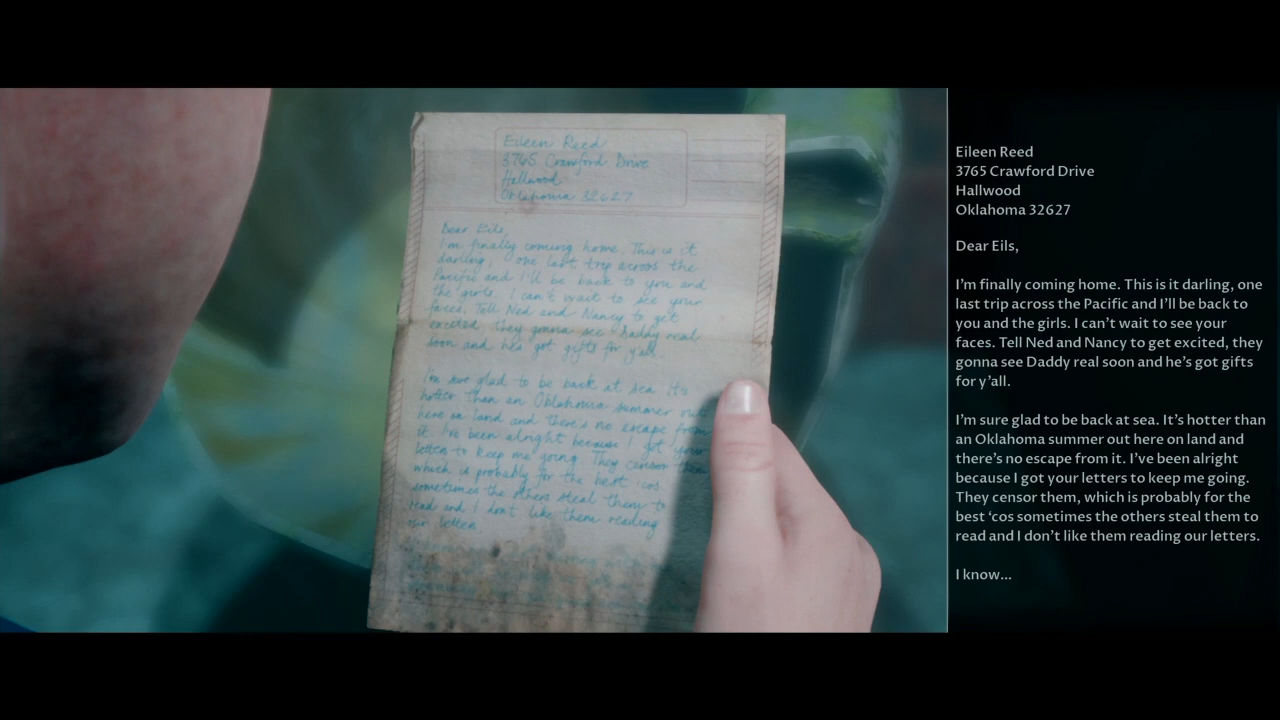 Eileen Reed
3765 Crawford Drive
Hallwood
Oklahoma 32627
Dear Eils,
I'm finally coming home. This is it
darling, one last trip across the
Pacific and I'll be back to you and
the girls. I can't wait to see your
faces. Tell Ned and Nancy to get
excited they gonna see Daddy real
soon and he's got gifts for y'all.
I'm sure glad to be back at sea. It's
hotter than an Oklahoma summer out
here on land and there's no escape from
it. I've been alright because I got your
letters to keep me going. They censor them
which is probably for the best 'cos
sometimes the others steal them to
read and I don't like them reading
our letters
Eileen Reed
3765 Crawford Drive
Hallwood
Oklahoma 32627
Dear Eils,
I'm finally coming home. This is it darling, one
last trip across the Pacific and I'll be back to
you and the girls. I can't wait to see your
faces. Tell Ned and Nancy to get excited, they
gonna see Daddy real soon and he's got gifts
for y'all.
I'm sure glad to be back at sea. It's hotter than
an Oklahoma summer out here on land and
there's no escape from it. I've been alright
because I got your letters to keep me going.
They censor them, which is probably for the
best ‘cos sometimes the others steal them to
read and I don't like them reading our letters.
I know...